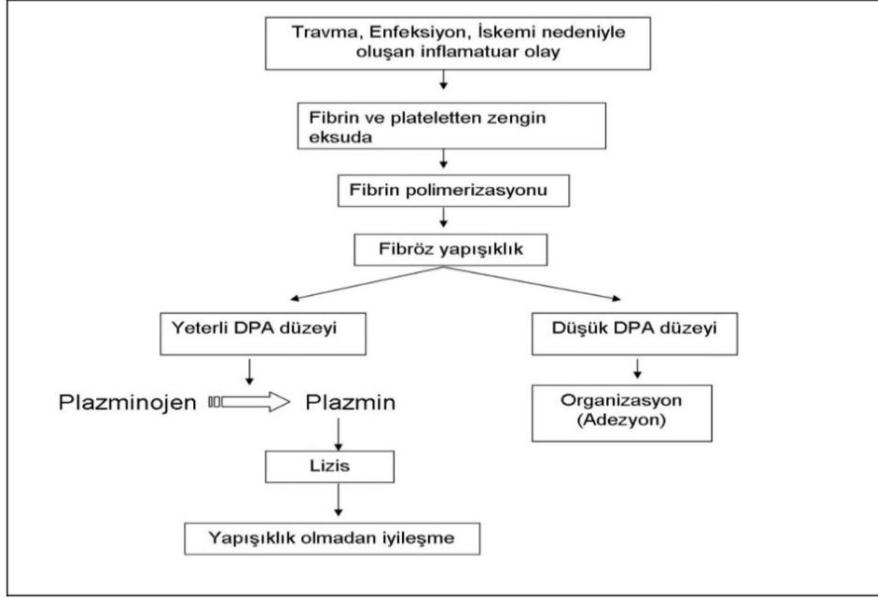 Travma, Enfeksiyon, İskemi nedeniyle
oluşan inflamatuar olay
Fibrin ve plateletten zengin
eksuda
Fibrin polimerizasyonu
Fibröz yapışıklık
Yeterli DPA düzeyi
Düşük DPA düzeyi
Plazminojen
Plazmin
Organizasyon
(Adezyon)
Lizis
Yapışıklık olmadan iyileşme